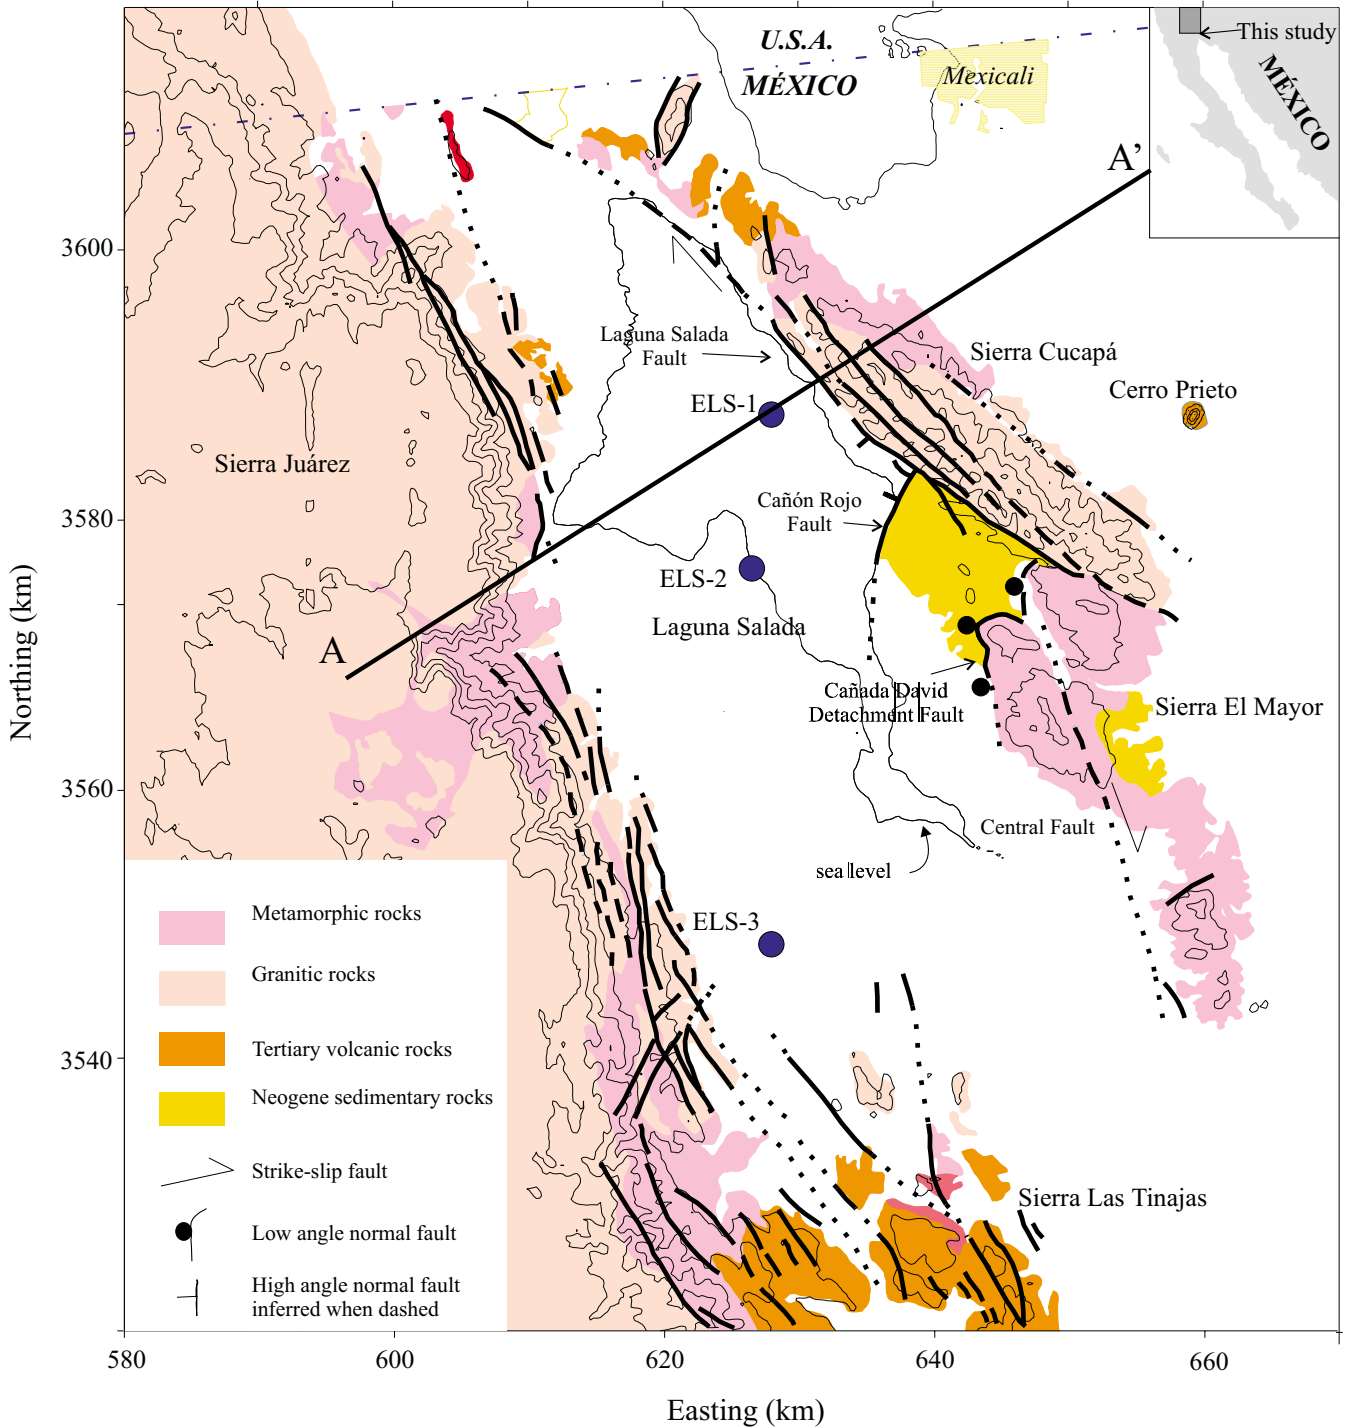 U.S.A.
MÉXICO
Mexicali
This study
MÉXICO
A'
3600
Laguna Salada
Fault
Sierra Cucapá
Cerro Prieto
ELS-1
Sierra Juárez
Cañón Rojo
Fault
3580
ELS-2
Laguna Salada
A
Cañada David
Detachment Fault
Sierra El Mayor
3560
Central Fault
sea level
Northing (km)
Metamorphic rocks
ELS-3
Granitic rocks
Tertiary volcanic rocks
3540
Neogene sedimentary rocks
Strike-slip fault
Sierra Las Tinajas
Low angle normal fault
High angle normal fault
inferred when dashed
580
600
620
640
660
Easting (km)